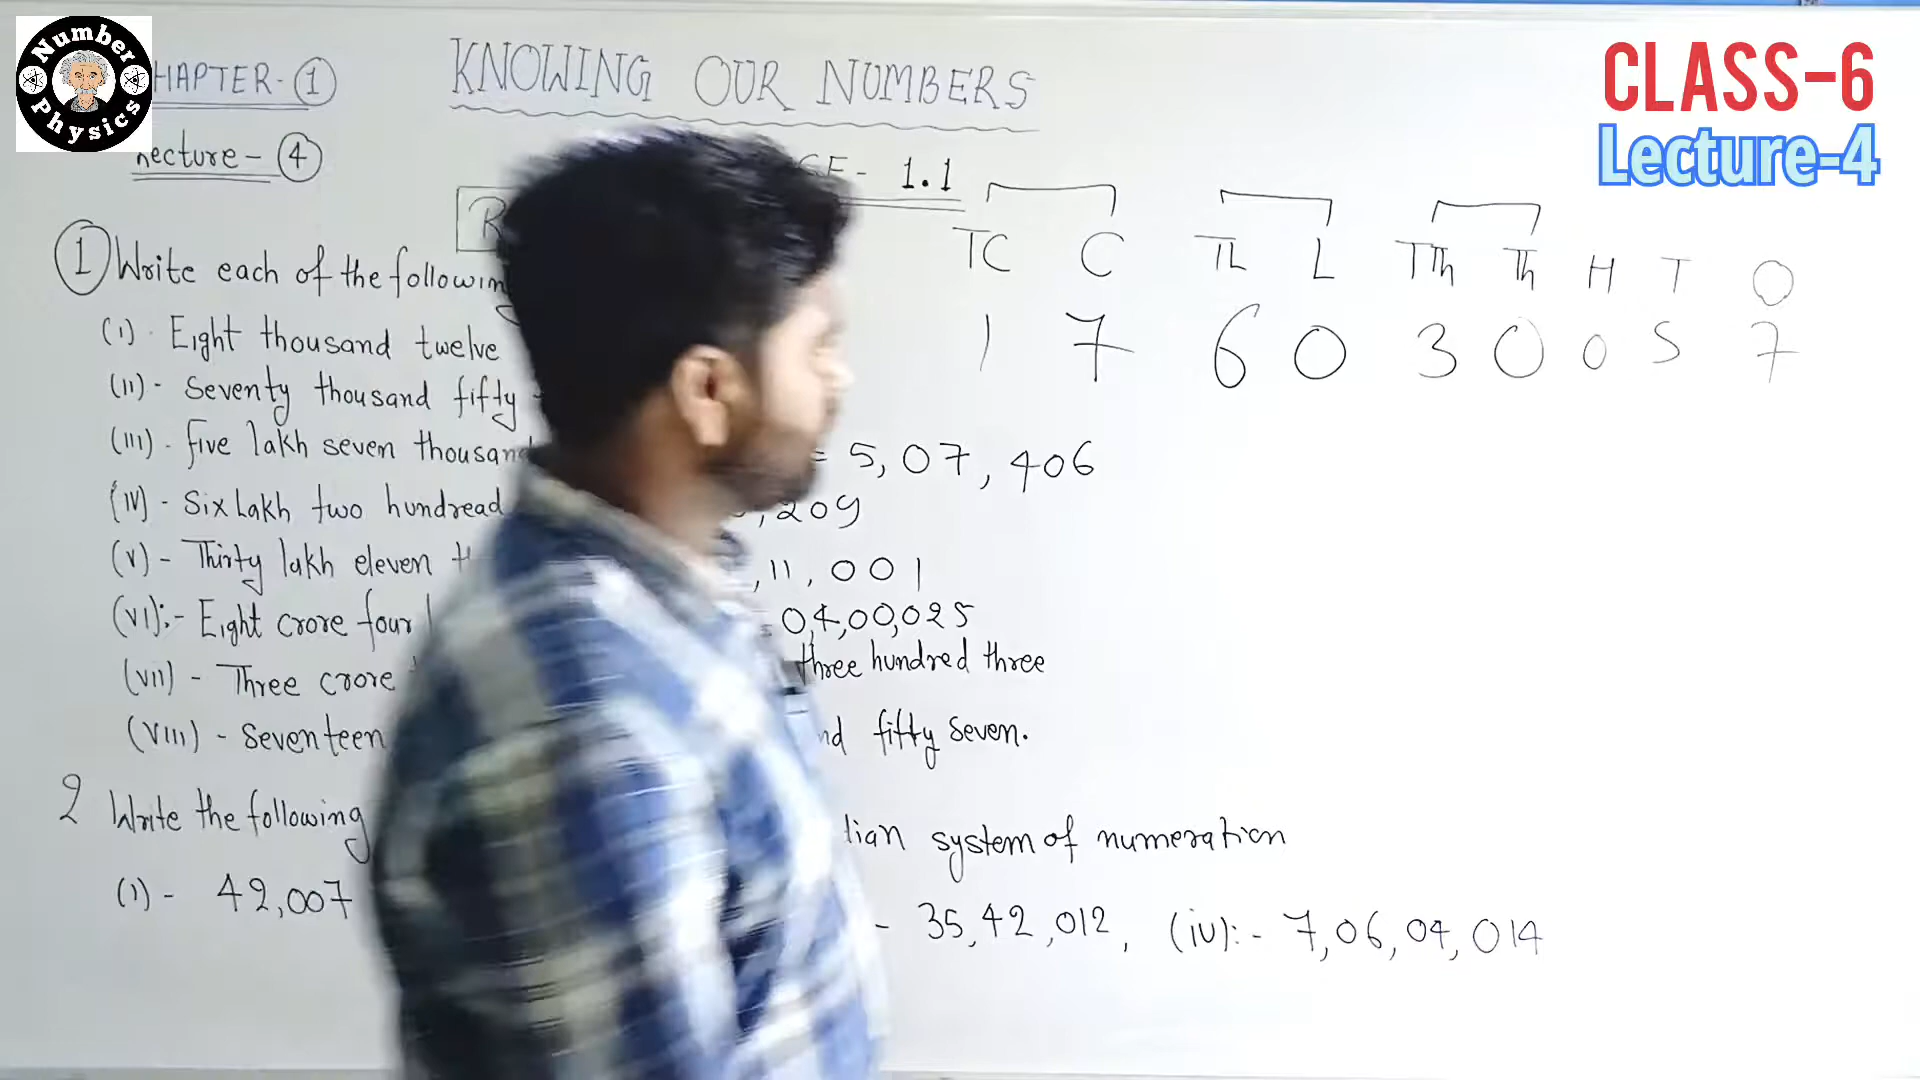 Number Physics
CHAPTER-1 KNOWING OUR NUMBERS
CLASS-6
Lecture-4
Lecture-4
1.1
TC C TL L TTh Th H T O
1 7 6 0 3 0 0 5 7
1 Write each of the following
(i). Eight thousand twelve
(ii)- Seventy thousand fifty
(iii). five lakh seven thousand = 5,07,406
(iv)- Six Lakh two hundread ,209
(v)- Thirty lakh eleven ,11,001
(vi):- Eight crore four 04,00,025
(vii)- Three crore three hundred three
(viii)- Seventeen fifty seven.
2 Write the following system of numeration
(i)- 42,007 - 35,42,012, (iv):- 7,06,04,014